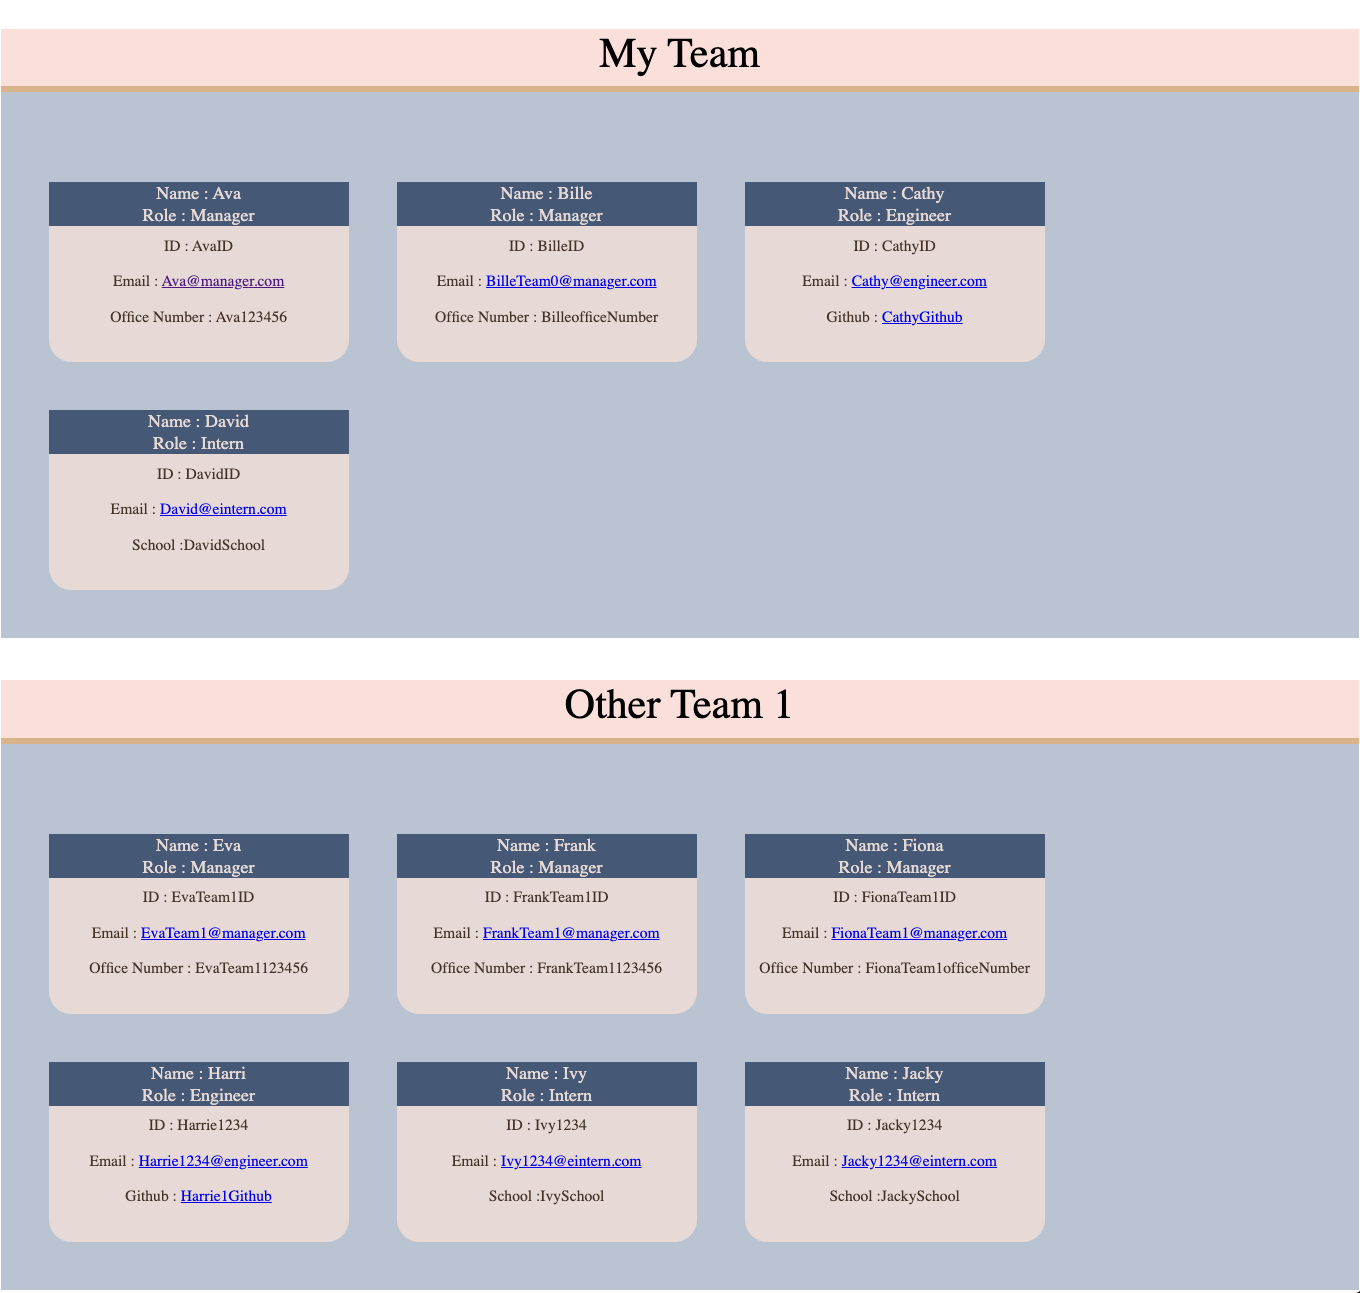 My Team
Name : Ava
Role : Manager
ID : AvaID
Email : Ava@manager.com
Office Number : Ava123456
Name : Bille
Role : Manager
ID : BilleID
Email : BilleTeam0@manager.com
Office Number : BilleofficeNumber
Name : Cathy
Role : Engineer
ID : CathyID
Email : Cathy@engineer.com
Github : CathyGithub
Name : David
Role : Intern
ID : DavidID
Email : David@eintern.com
School :DavidSchool
Other Team 1
Name : Eva
Role : Manager
ID : EvaTeam1ID
Email : EvaTeam1@manager.com
Office Number : EvaTeam1123456
Name : Frank
Role : Manager
ID : FrankTeam1ID
Email : FrankTeam1@manager.com
Office Number : FrankTeam1123456
Name : Fiona
Role : Manager
ID : FionaTeam1ID
Email : FionaTeam1@manager.com
Office Number : FionaTeam1officeNumber
Name : Harri
Role : Engineer
ID : Harrie1234
Email : Harrie1234@engineer.com
Github : Harrie1Github
Name : Ivy
Role : Intern
ID : Ivy1234
Email : Ivy1234@eintern.com
School :IvySchool
Name : Jacky
Role : Intern
ID : Jacky1234
Email : Jacky1234@eintern.com
School :JackySchool